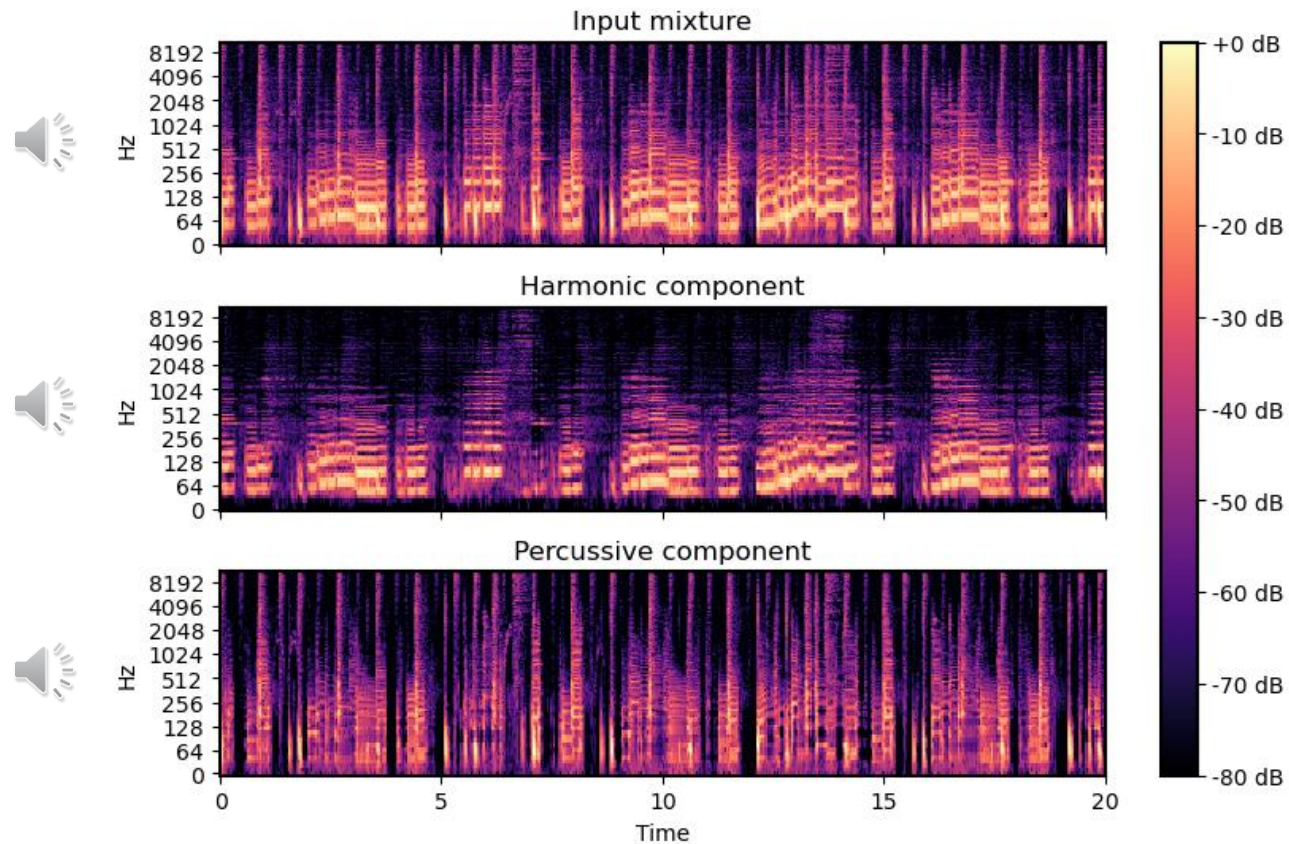 Input mixture
8192
4096
2048
1024
512
256
128
64
0
Hz
Harmonic component
8192
4096
2048
1024
512
256
128
64
0
Hz
Percussive component
8192
4096
2048
1024
512
256
128
64
0
Hz
0 5 10 15 20
Time
+0 dB
-10 dB
-20 dB
-30 dB
-40 dB
-50 dB
-60 dB
-70 dB
-80 dB